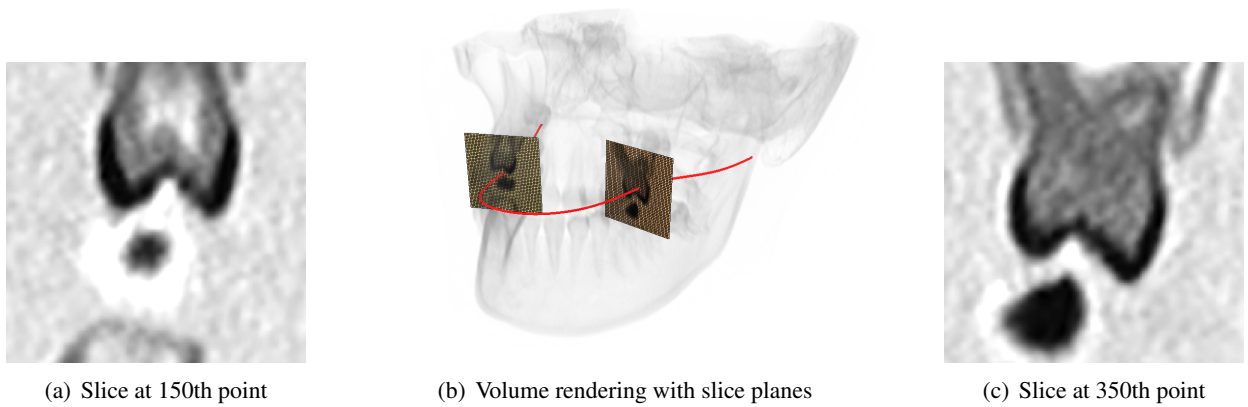 (a) Slice at 150th point
(b) Volume rendering with slice planes
(c) Slice at 350th point